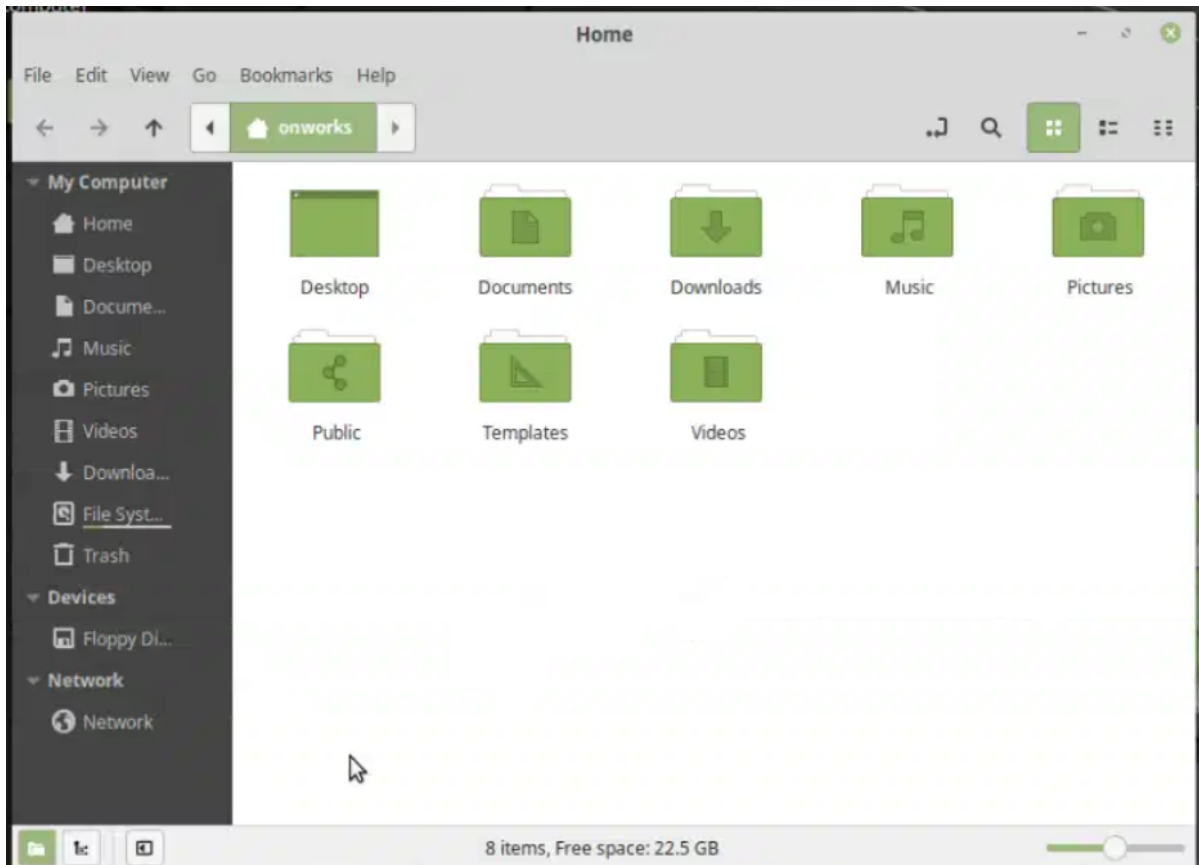 Home
File Edit View Go Bookmarks Help
onworks
My Computer
Home
Desktop
Docume...
Music
Pictures
Videos
Downloa...
File Syst...
Trash
Devices
Floppy Di...
Network
Network
Desktop Documents Downloads Music Pictures
Public Templates Videos
8 items, Free space: 22.5 GB